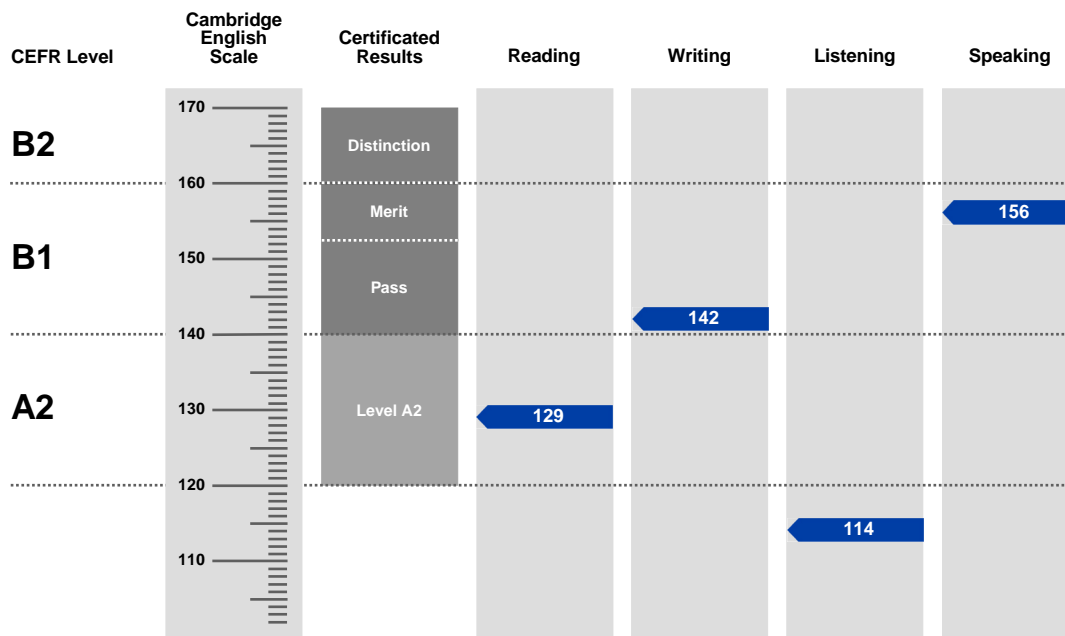 CEFR Level
Cambridge
English
Scale
Certificated
Results
Reading
Writing
Listening
Speaking
170
B2
Distinction
160
Merit
156
B1
150
Pass
142
140
A2
130
Level A2
129
120
114
110